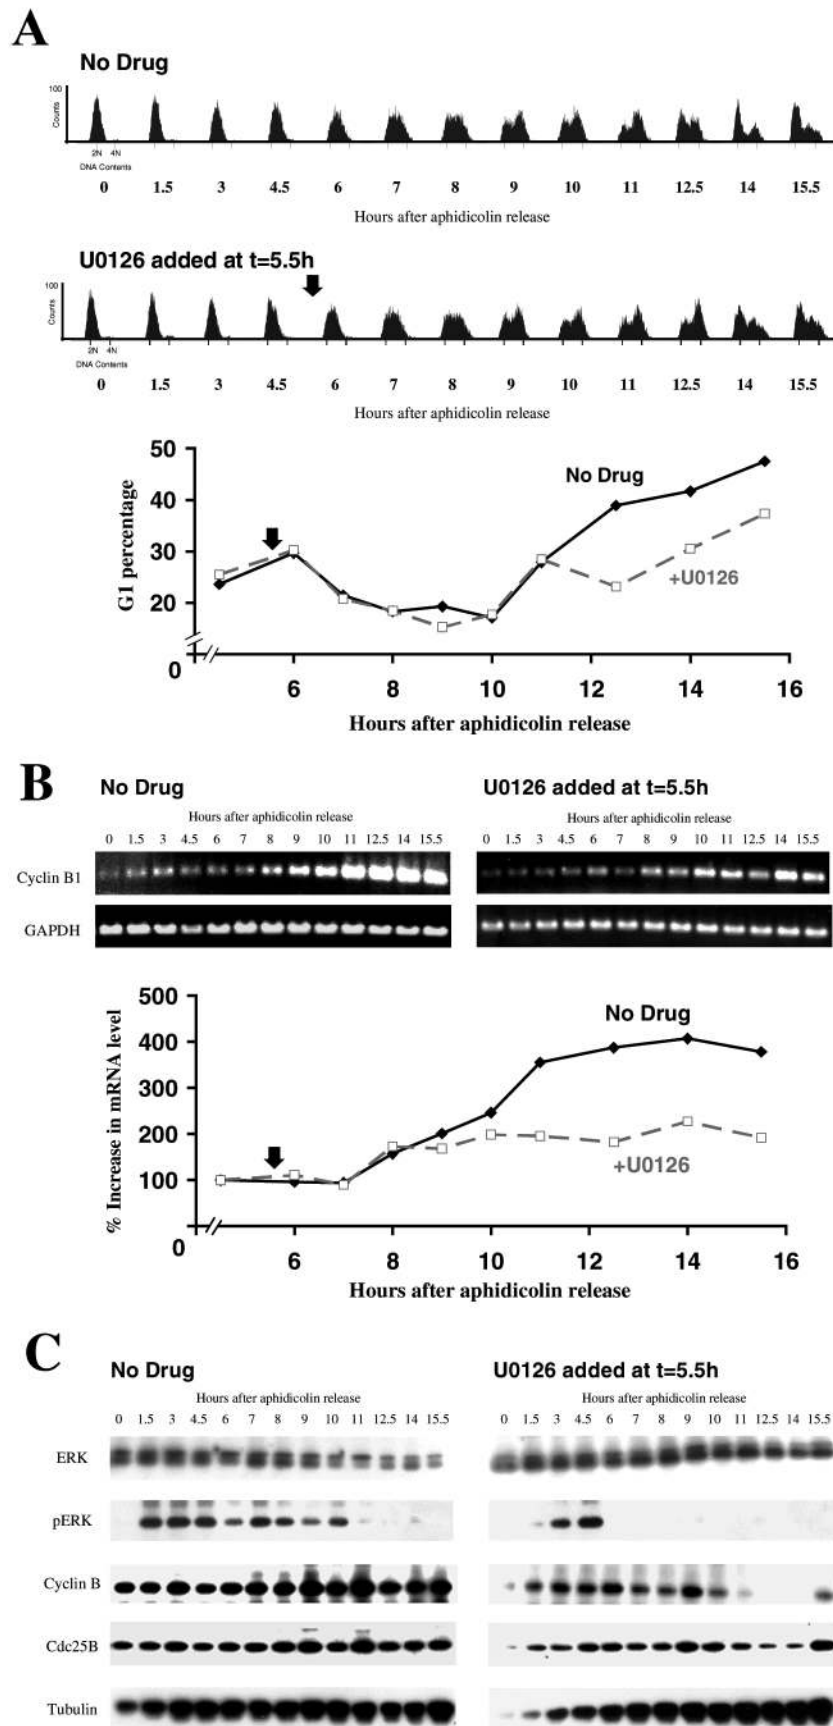 A
No Drug
100
Counts
2N 4N
DNA Contents
0 1.5 3 4.5 6 7 8 9 10 11 12.5 14 15.5
Hours after aphidicolin release
U0126 added at t=5.5h
100
Counts
2N 4N
DNA Contents
0 1.5 3 4.5 6 7 8 9 10 11 12.5 14 15.5
Hours after aphidicolin release
G1 percentage
50
40
30
20
0
No Drug
+U0126
6 8 10 12 14 16
Hours after aphidicolin release
B
No Drug
Hours after aphidicolin release
0 1.5 3 4.5 6 7 8 9 10 11 12.5 14 15.5
U0126 added at t=5.5h
Hours after aphidicolin release
0 1.5 3 4.5 6 7 8 9 10 11 12.5 14 15.5
Cyclin B1
GAPDH
% Increase in mRNA level
500
400
300
200
100
0
No Drug
+U0126
6 8 10 12 14 16
Hours after aphidicolin release
C
No Drug
Hours after aphidicolin release
0 1.5 3 4.5 6 7 8 9 10 11 12.5 14 15.5
U0126 added at t=5.5h
Hours after aphidicolin release
0 1.5 3 4.5 6 7 8 9 10 11 12.5 14 15.5
ERK
pERK
Cyclin B
Cdc25B
Tubulin